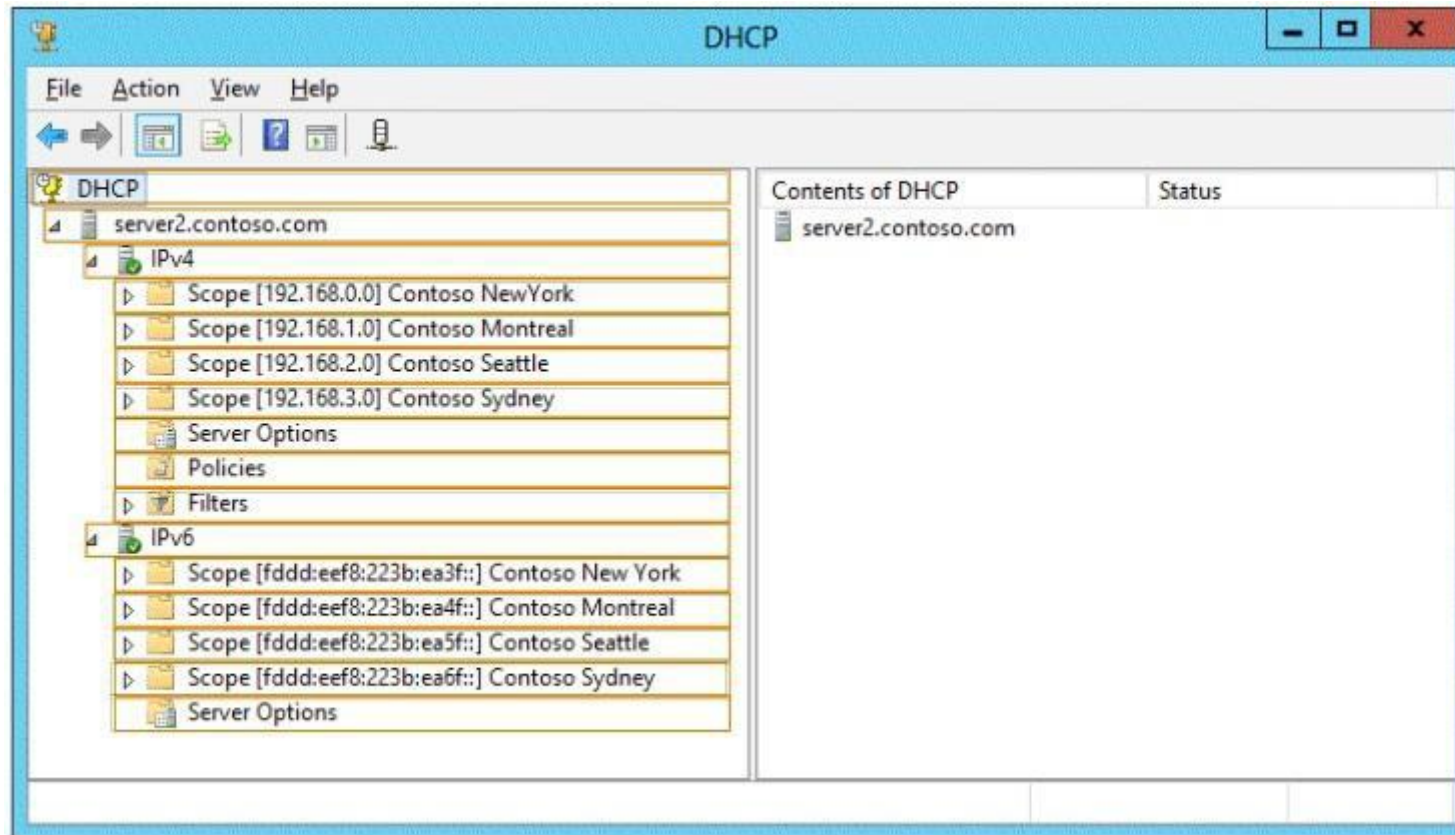 DHCP
File Action View Help
DHCP
server2.contoso.com
IPv4
Scope [192.168.0.0] Contoso NewYork
Scope [192.168.1.0] Contoso Montreal
Scope [192.168.2.0] Contoso Seattle
Scope [192.168.3.0] Contoso Sydney
Server Options
Policies
Filters
IPv6
Scope [fddd:eef8:223b:ea3f::] Contoso New York
Scope [fddd:eef8:223b:ea4f::] Contoso Montreal
Scope [fddd:eef8:223b:ea5f::] Contoso Seattle
Scope [fddd:eef8:223b:ea6f::] Contoso Sydney
Server Options
Contents of DHCP Status
server2.contoso.com